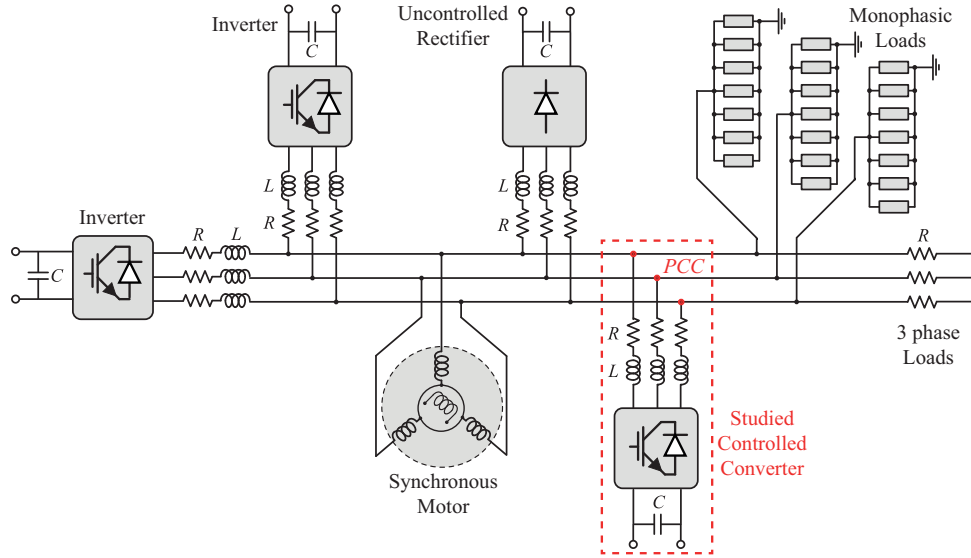 Inverter
C
Uncontrolled
Rectifier
C
Monophasic
Loads
L
R
L
R
Inverter
C
R
L
PCC
R
3 phase
Loads
R
L
Studied
Controlled
Converter
C
Synchronous
Motor